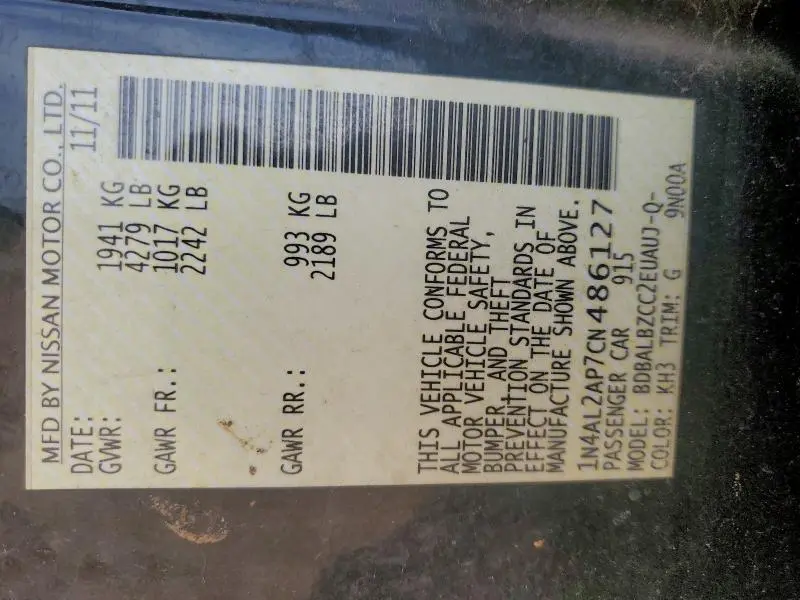 MFD BY NISSAN MOTOR CO., LTD.
DATE: 11/11
GVWR: 1941 KG
4279 LB
GAWR FR.: 1017 KG
2242 LB
GAWR RR.: 993 KG
2189 LB
THIS VEHICLE CONFORMS TO
ALL APPLICABLE FEDERAL
MOTOR VEHICLE SAFETY,
BUMPER, AND THEFT
PREVENTION STANDARDS IN
EFFECT ON THE DATE OF
MANUFACTURE SHOWN ABOVE.
1N4AL2AP7CN486127
PASSENGER CAR 915
MODEL: BDBALBZCC2EUAUJ-Q-
COLOR: KH3 TRIM: G 9N00A